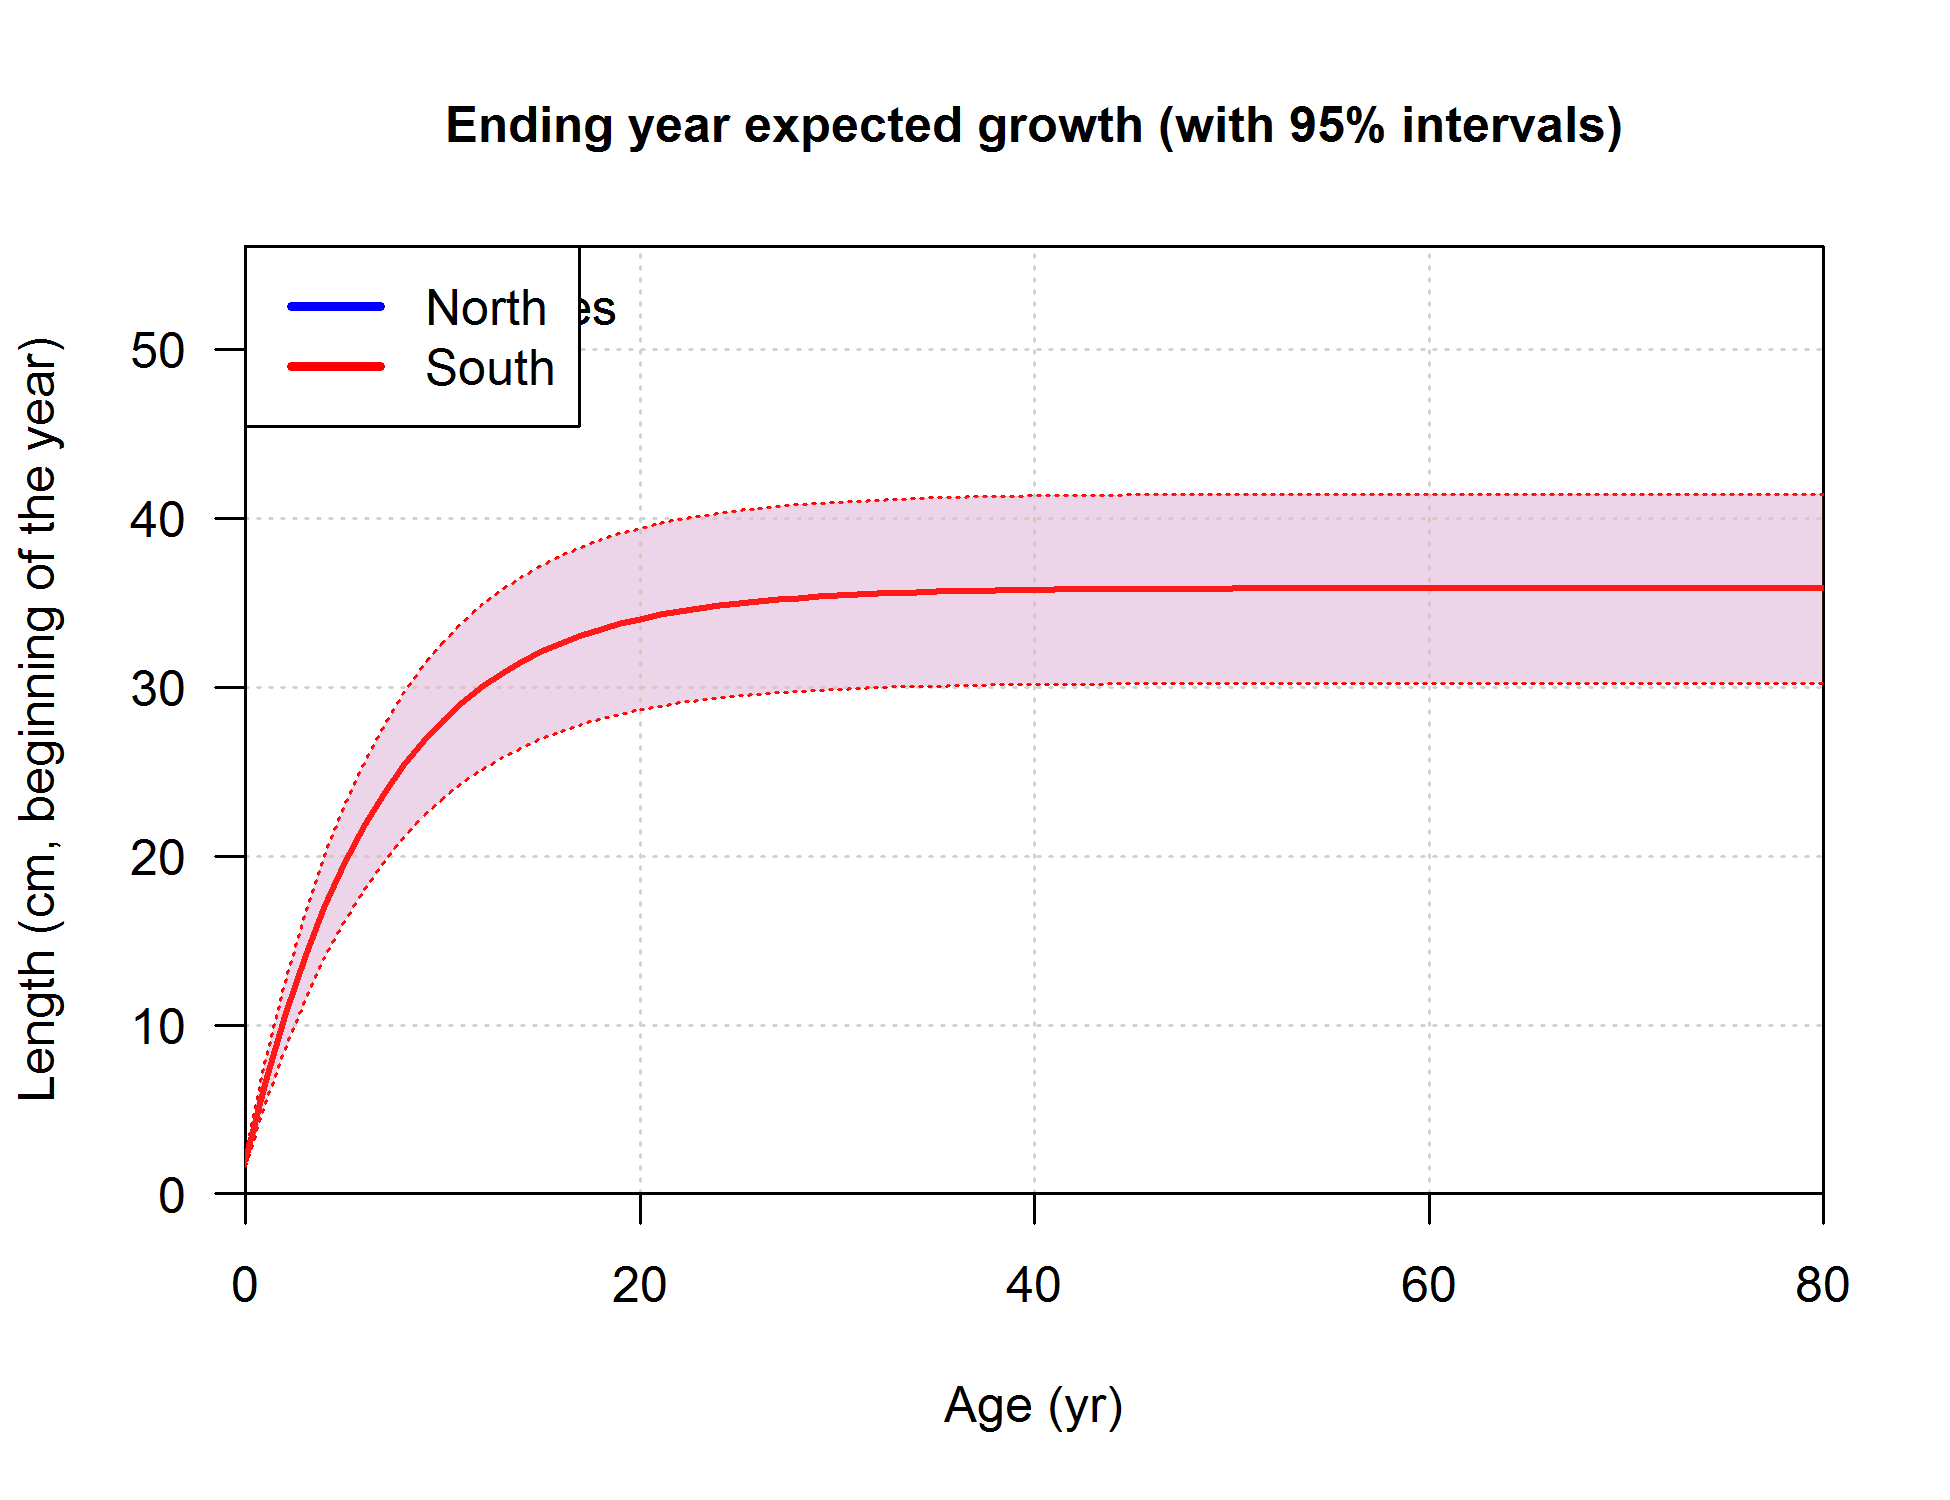 Ending year expected growth (with 95% intervals)
North
South
Length (cm, beginning of the year)
50
40
30
20
10
0
0 20 40 60 80
Age (yr)